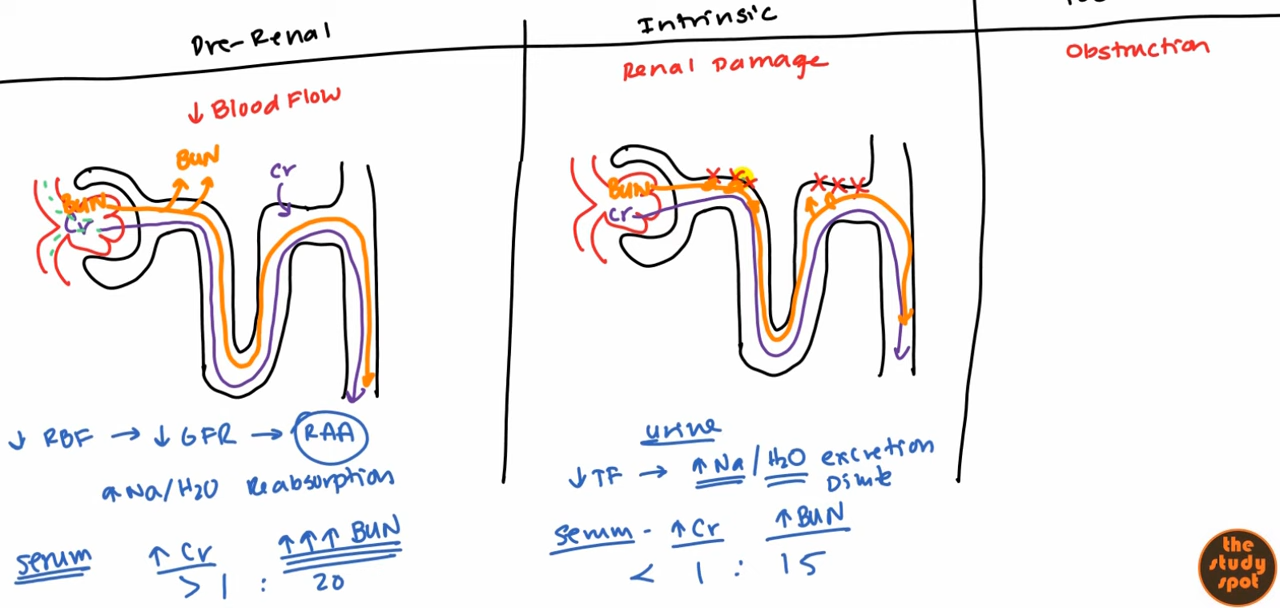 Pre-Renal
↓ Blood Flow
BUN
Cr
BUN
Cr
↓ RBF → ↓ GFR → RAA
↑ Na/H2O Reabsorption
serum ↑ Cr ↑↑↑ BUN
> 1 : 20
Intrinsic
Renal Damage
BUN
Cr
urine
↓ TF → ↑ Na / H2O excretion
Dilute
serum - ↑ Cr ↑ BUN
< 1 : 15
Obstruction
the
study
spot